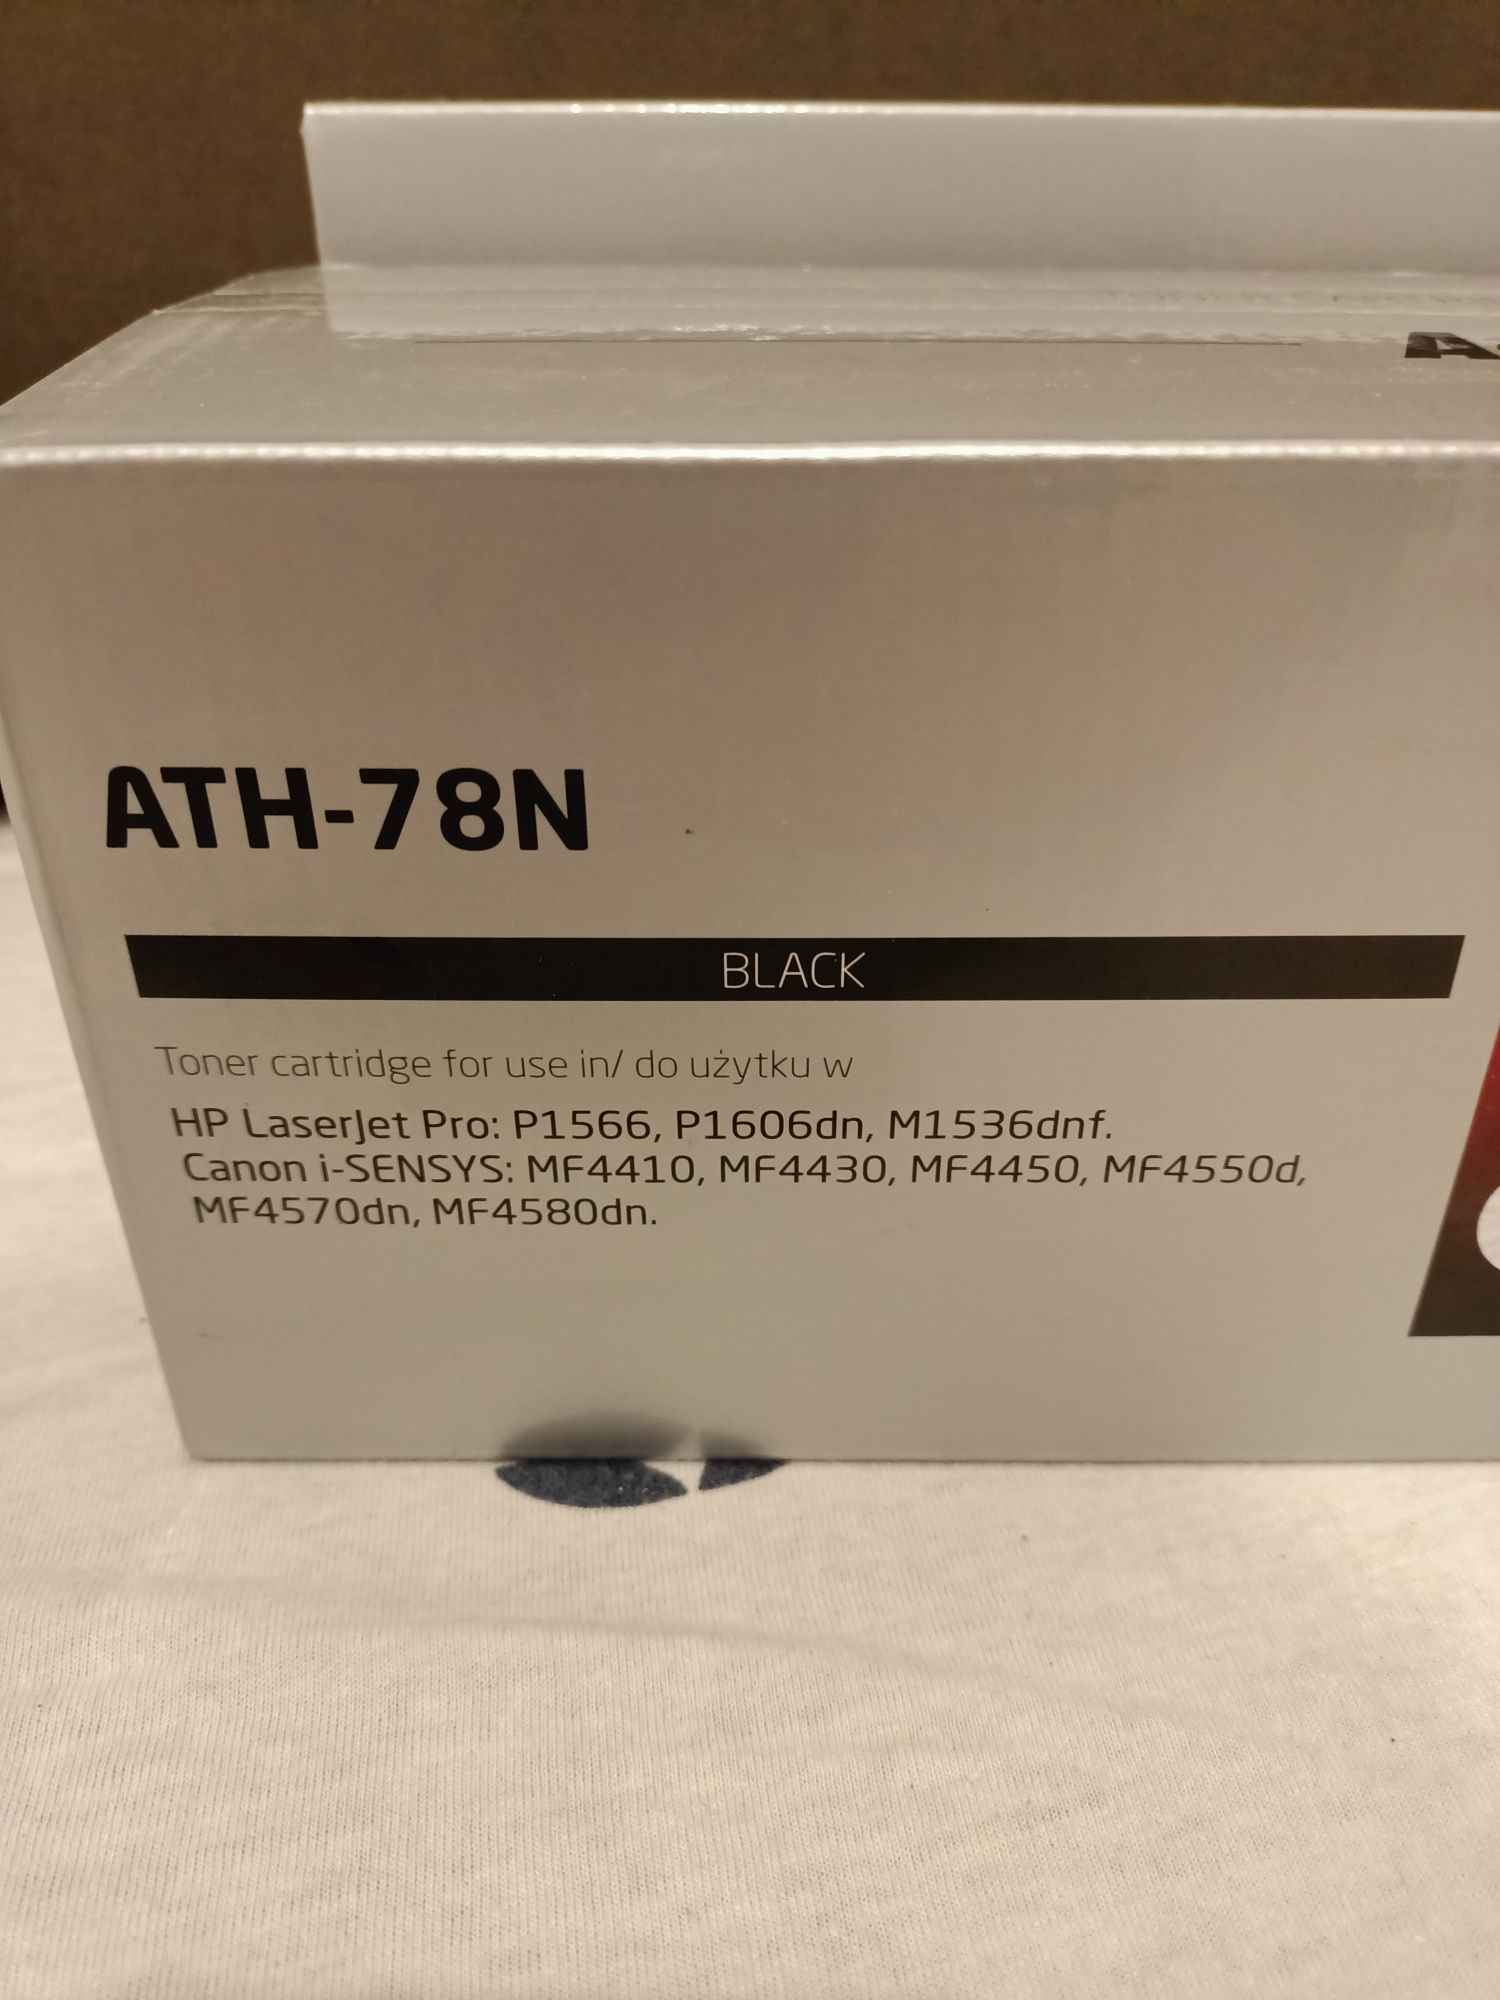 ATH-78N
BLACK
Toner cartridge for use in/ do użytku w
HP LaserJet Pro: P1566, P1606dn, M1536dnf.
Canon i-SENSYS: MF4410, MF4430, MF4450, MF4550d,
MF4570dn, MF4580dn.